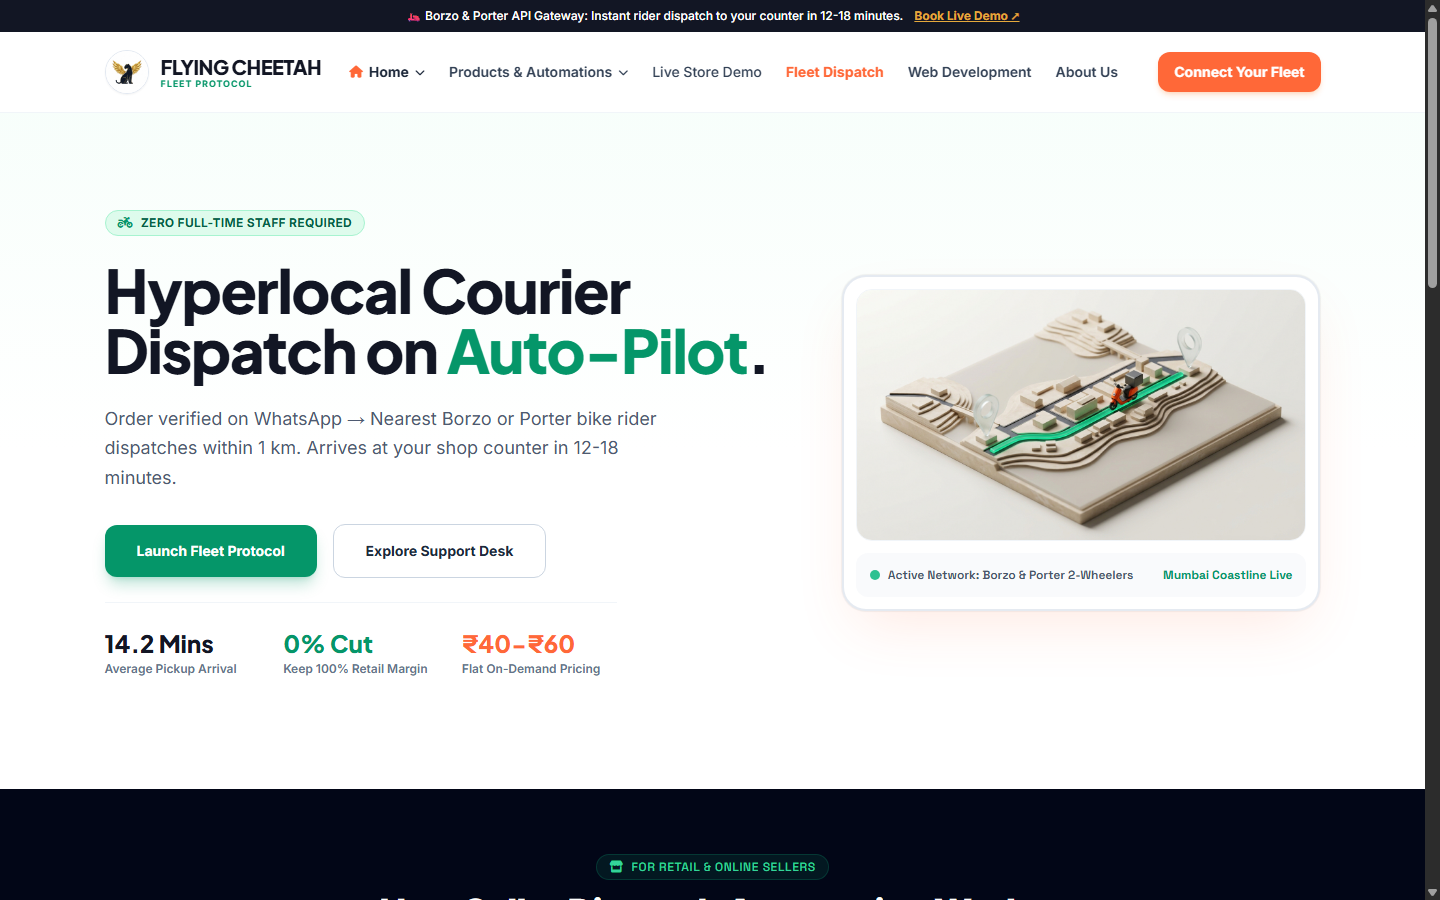 Borzo & Porter API Gateway: Instant rider dispatch to your counter in 12-18 minutes. Book Live Demo ↗
FLYING CHEETAH
FLEET PROTOCOL
Home
Products & Automations
Live Store Demo
Fleet Dispatch
Web Development
About Us
Connect Your Fleet
ZERO FULL-TIME STAFF REQUIRED
Hyperlocal Courier
Dispatch on Auto-Pilot.
Order verified on WhatsApp → Nearest Borzo or Porter bike rider
dispatches within 1 km. Arrives at your shop counter in 12-18
minutes.
Launch Fleet Protocol
Explore Support Desk
14.2 Mins
Average Pickup Arrival
0% Cut
Keep 100% Retail Margin
₹40-₹60
Flat On-Demand Pricing
Active Network: Borzo & Porter 2-Wheelers
Mumbai Coastline Live
FOR RETAIL & ONLINE SELLERS